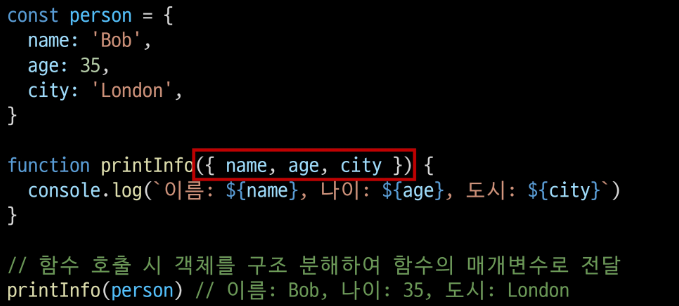 const person = {
  name: 'Bob',
  age: 35,
  city: 'London',
}
function printInfo({ name, age, city }) {
  console.log(`이름: ${name}, 나이: ${age}, 도시: ${city}`)
}
// 함수 호출 시 객체를 구조 분해하여 함수의 매개변수로 전달
printInfo(person) // 이름: Bob, 나이: 35, 도시: London